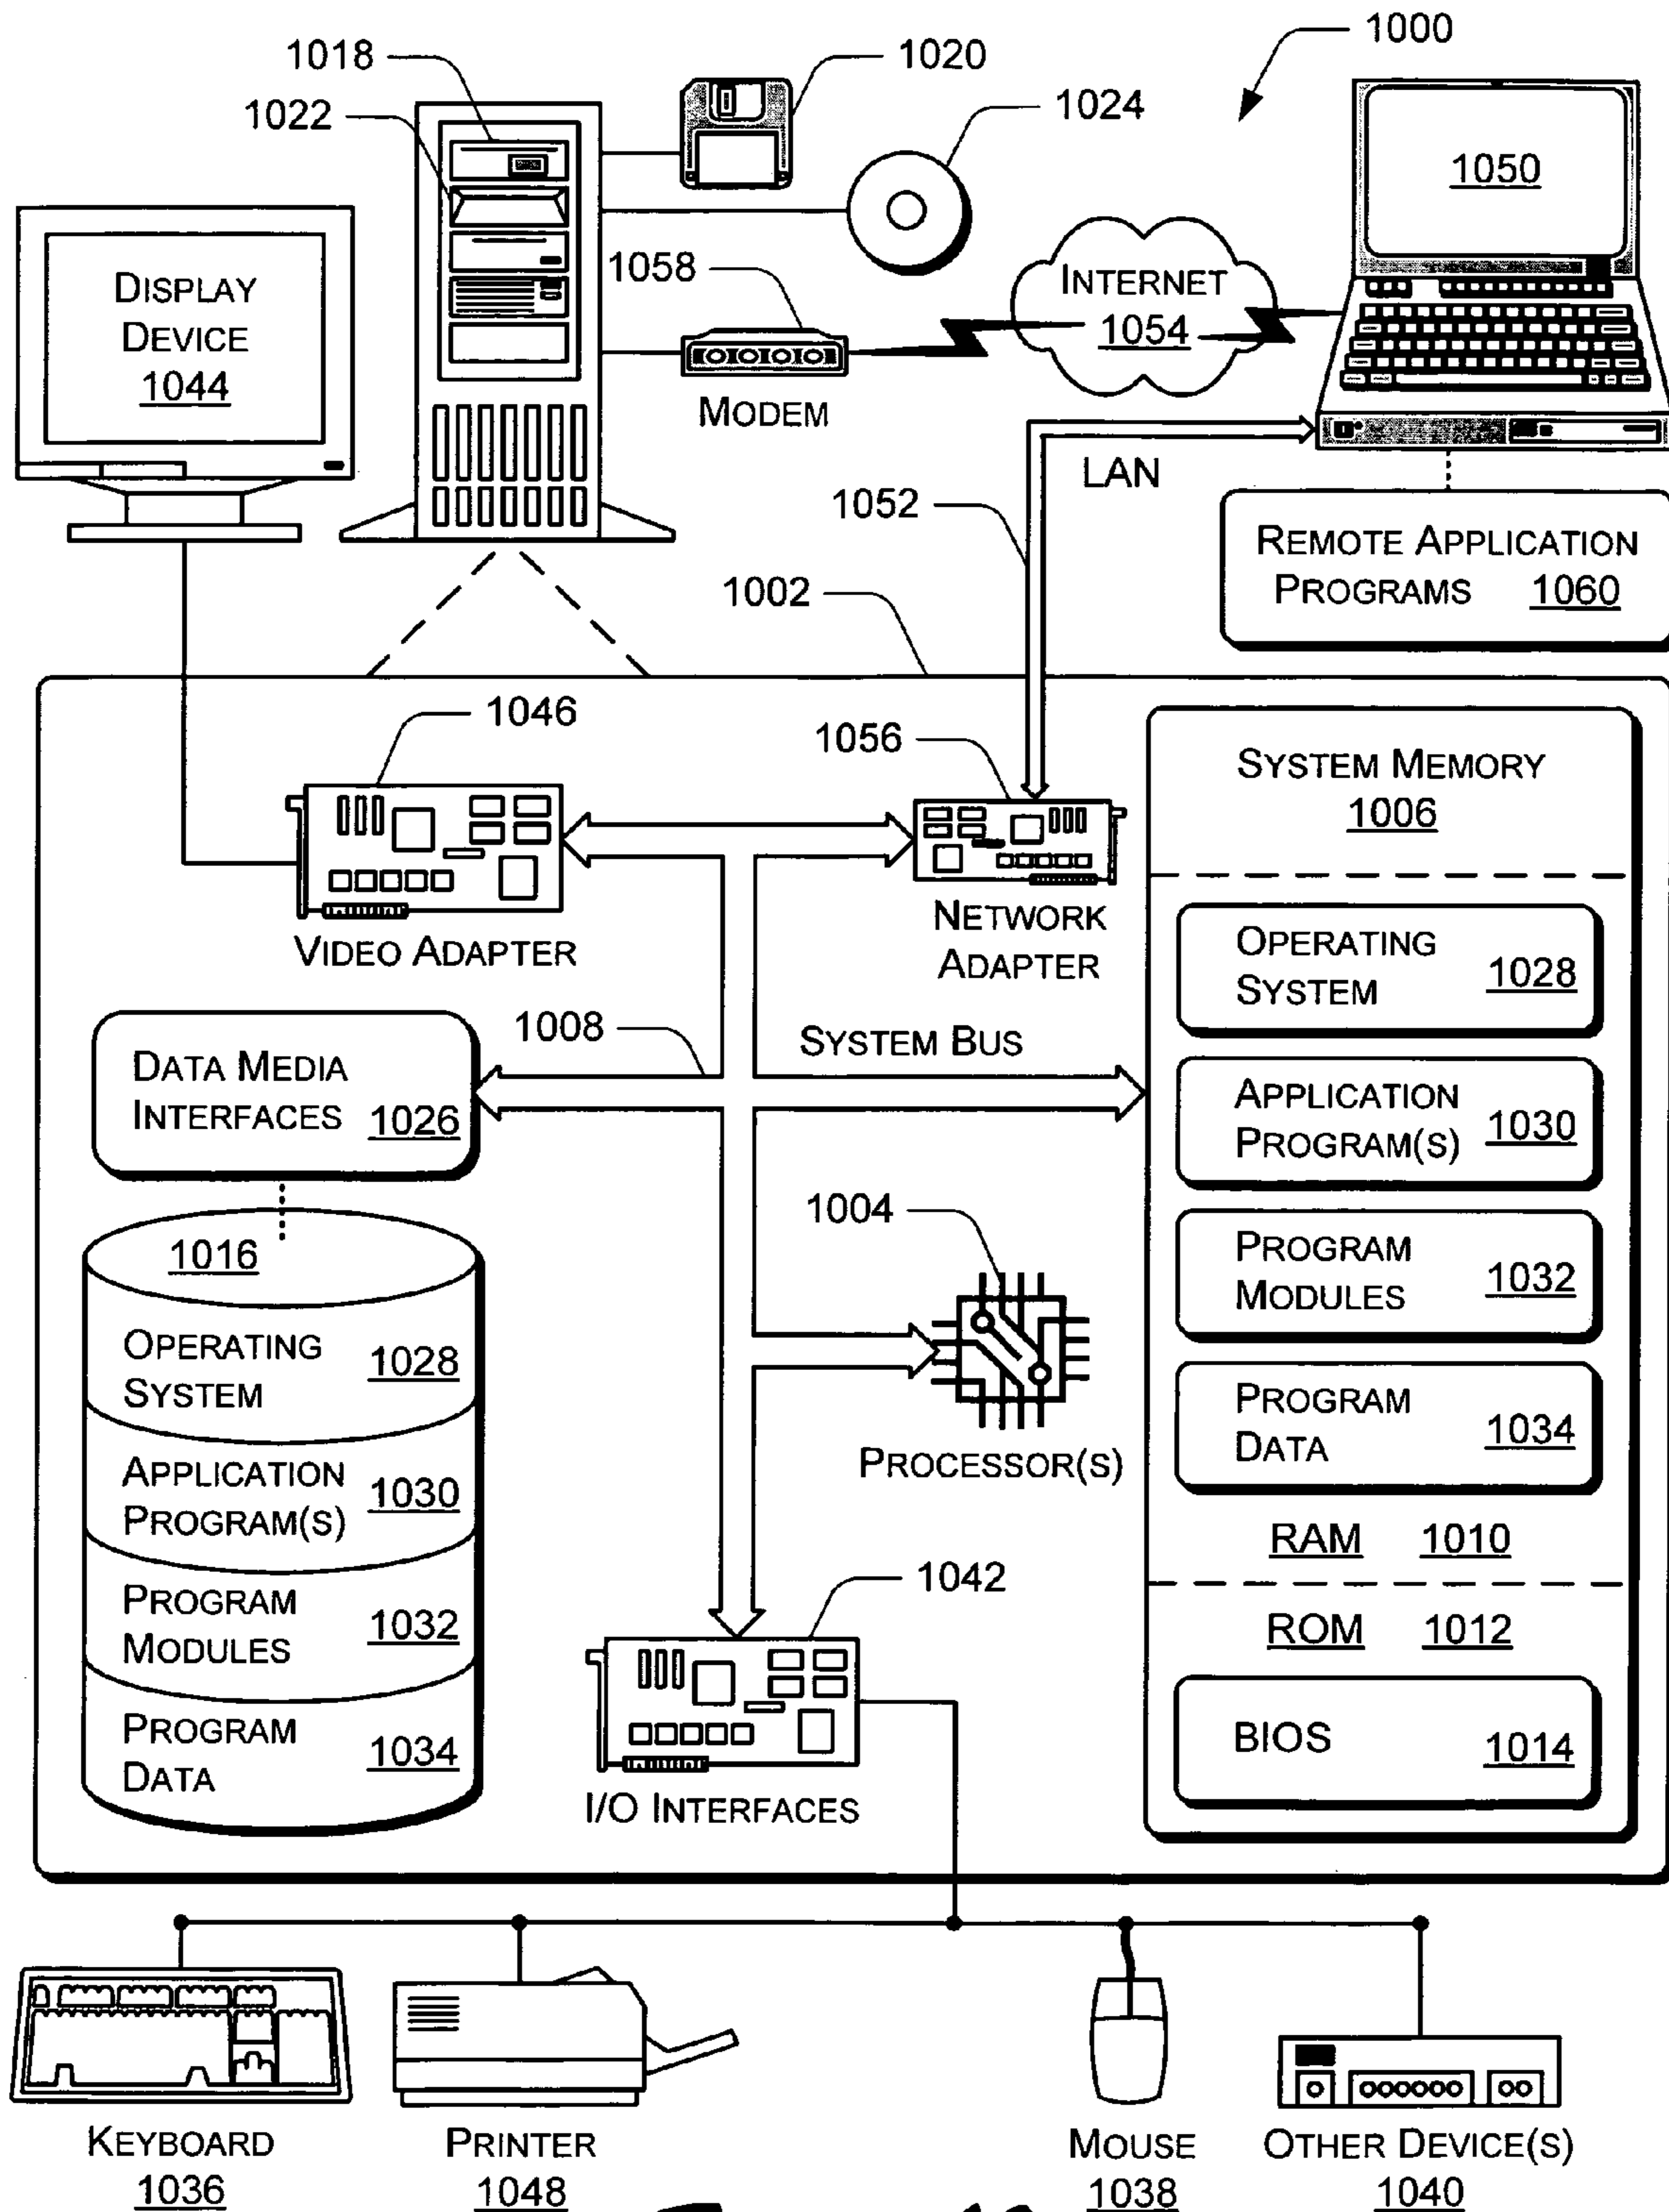 1000
1018
1020
1022
1024
1050
DISPLAY
DEVICE
1044
1058
INTERNET
1054
MODEM
LAN
1052
REMOTE APPLICATION
PROGRAMS 1060
1002
1046
1056
SYSTEM MEMORY
1006
VIDEO ADAPTER
NETWORK
ADAPTER
OPERATING
SYSTEM 1028
1008
SYSTEM BUS
DATA MEDIA
INTERFACES 1026
APPLICATION
PROGRAM(S) 1030
1004
1016
PROGRAM
MODULES 1032
OPERATING
SYSTEM 1028
PROGRAM
DATA 1034
PROCESSOR(S)
APPLICATION
PROGRAM(S) 1030
RAM 1010
1042
PROGRAM
MODULES 1032
ROM 1012
PROGRAM
DATA 1034
BIOS 1014
I/O INTERFACES
KEYBOARD
1036
PRINTER
1048
MOUSE
1038
OTHER DEVICE(S)
1040